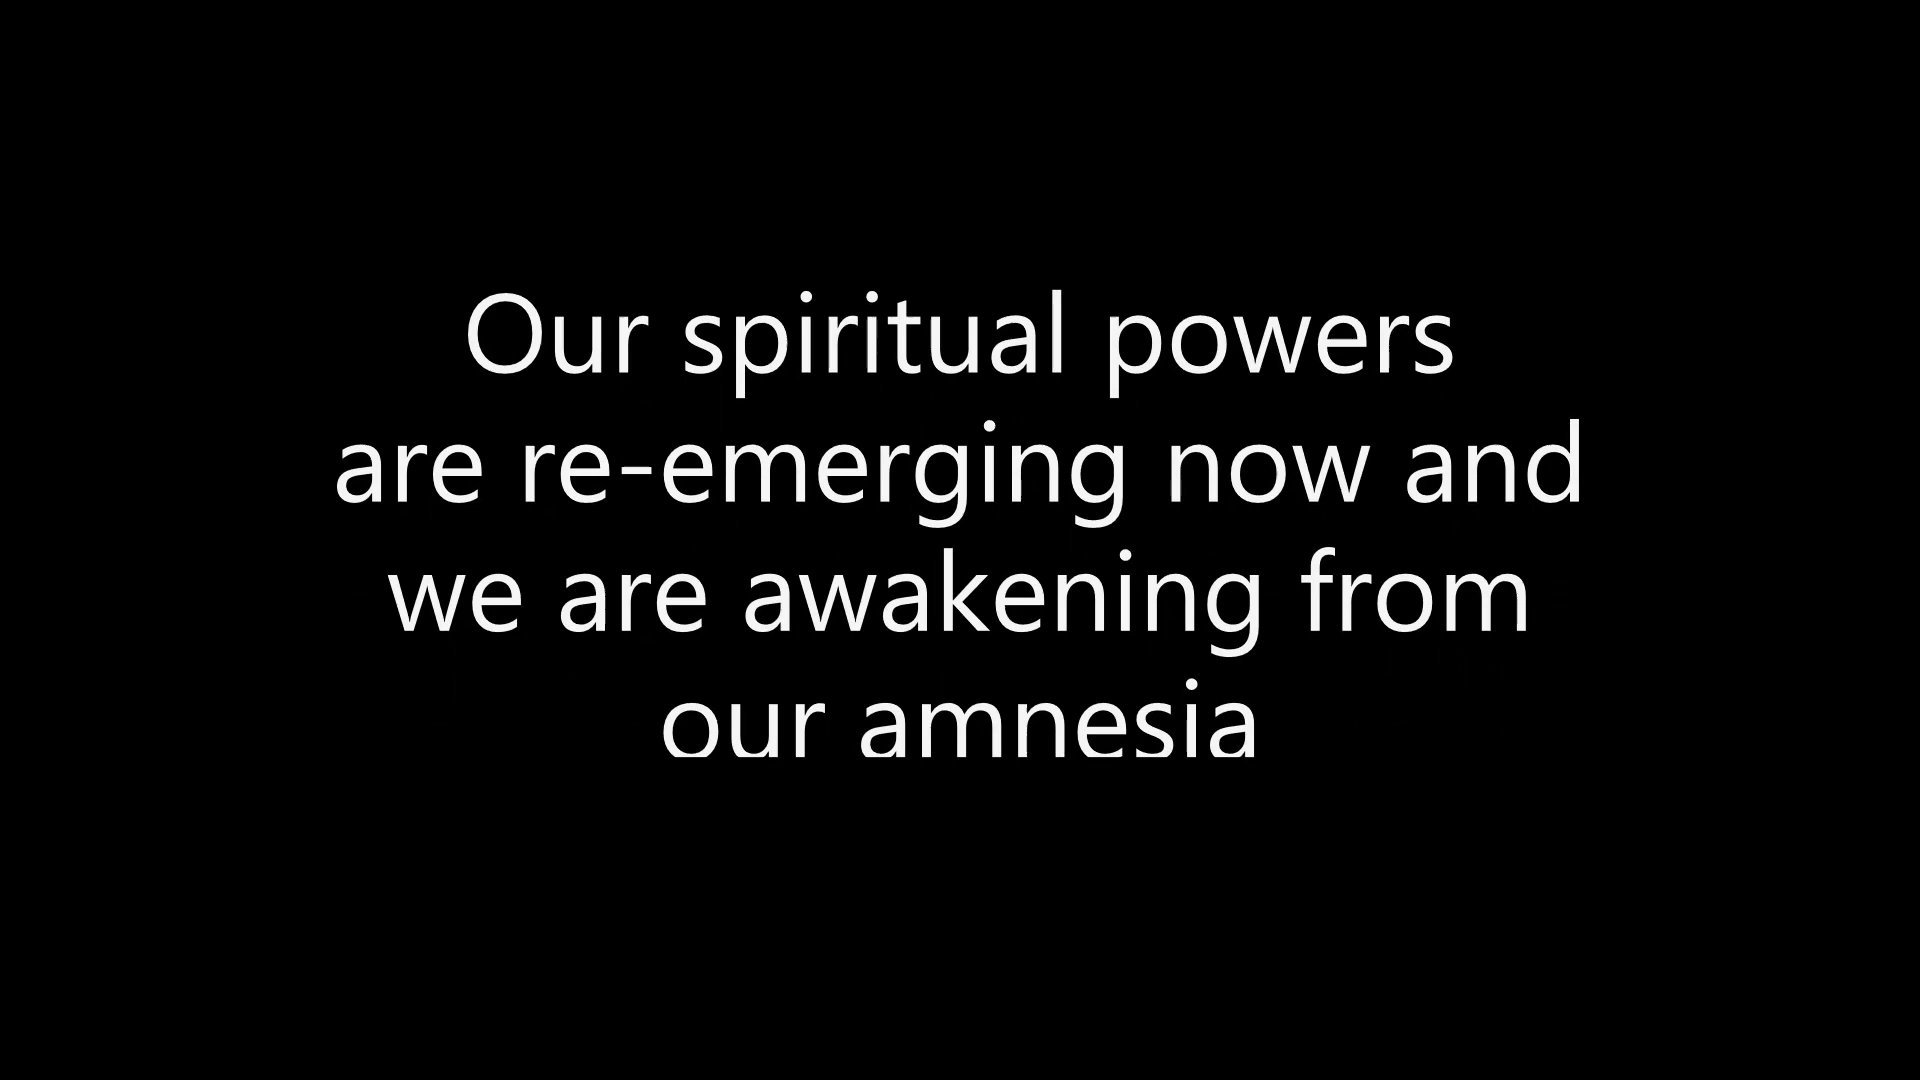 Our spiritual powers
are re-emerging now and
we are awakening from
our amnesia